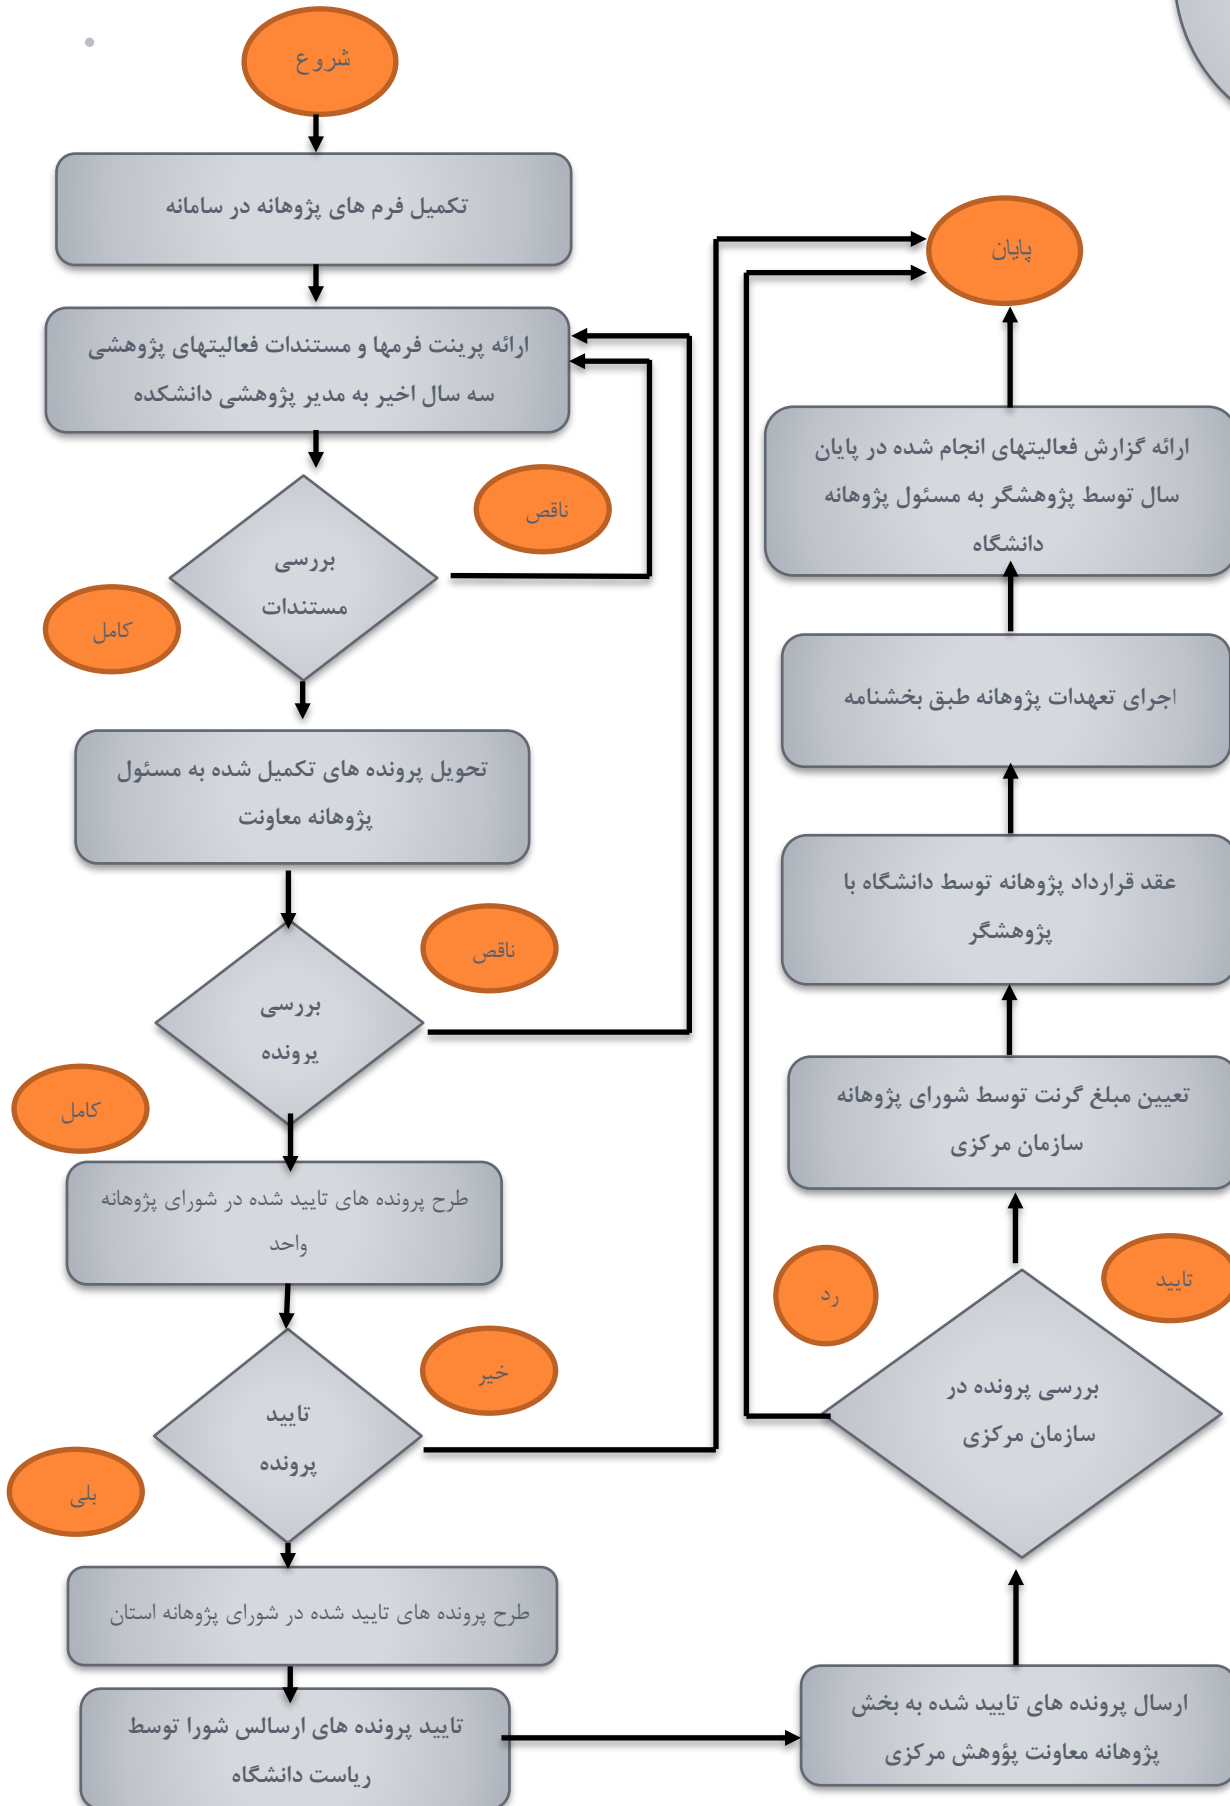 شروع
تکمیل فرم های پژوهانه در سامانه
ارائه پرینت فرمها و مستندات فعالیتهای پژوهشی
سه سال اخیر به مدیر پژوهشی دانشکده
ناقص
بررسی
مستندات
کامل
تحویل پرونده های تکمیل شده به مسئول
پژوهانه معاونت
ناقص
بررسی
پرونده
کامل
طرح پرونده های تایید شده در شورای پژوهانه
واحد
خیر
تایید
پرونده
بلی
طرح پرونده های تایید شده در شورای پژوهانه استان
تایید پرونده های ارسالس شورا توسط
ریاست دانشگاه
ارسال پرونده های تایید شده به بخش
پژوهانه معاونت پؤوهش مرکزی
بررسی پرونده در
سازمان مرکزی
رد
تایید
تعیین مبلغ گرنت توسط شورای پژوهانه
سازمان مرکزی
عقد قرارداد پژوهانه توسط دانشگاه با
پژوهشگر
اجرای تعهدات پژوهانه طبق بخشنامه
ارائه گزارش فعالیتهای انجام شده در پایان
سال توسط پژوهشگر به مسئول پژوهانه
دانشگاه
پایان